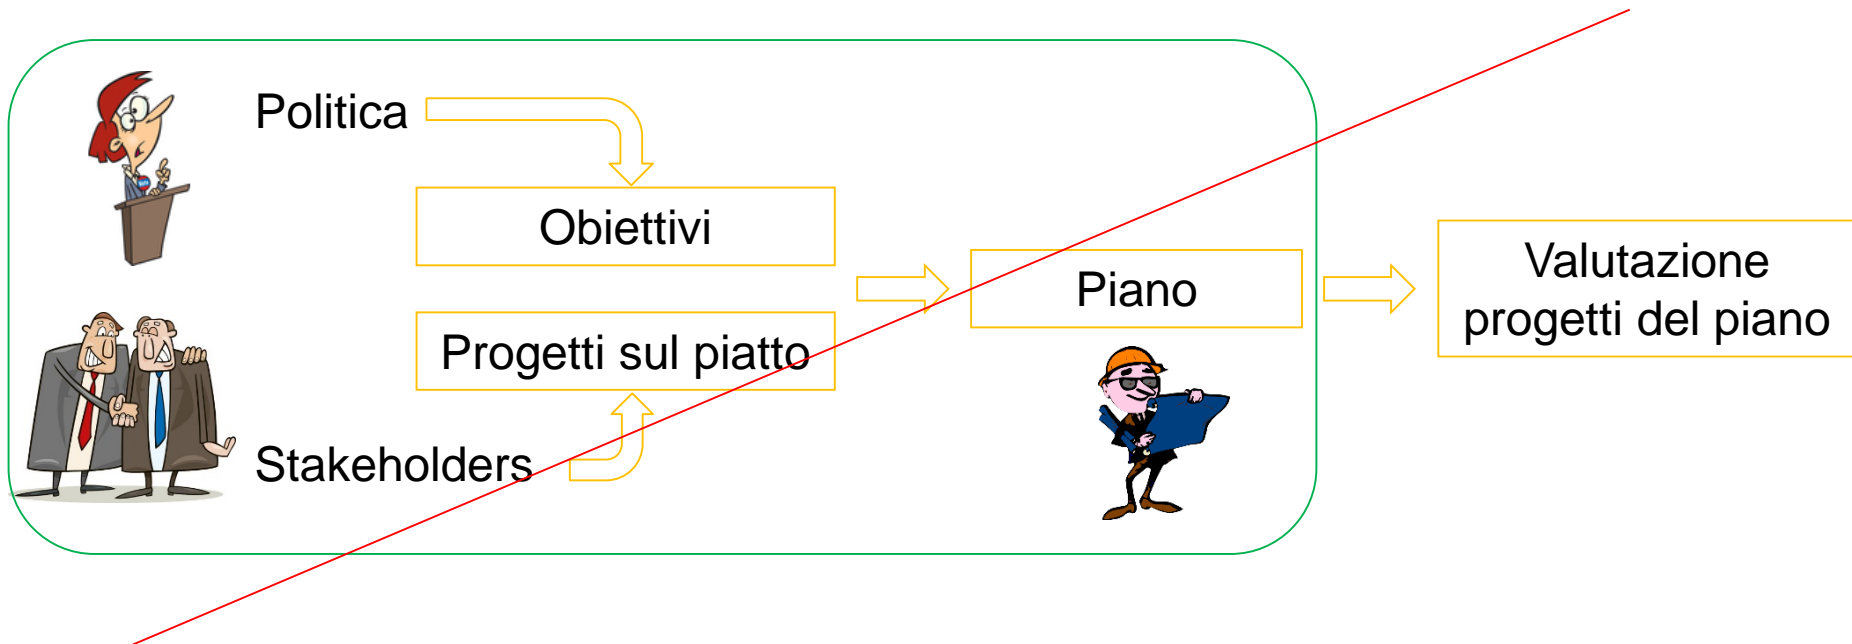 Politica
Obiettivi
Progetti sul piatto
Stakeholders
Piano
Valutazione
progetti del piano